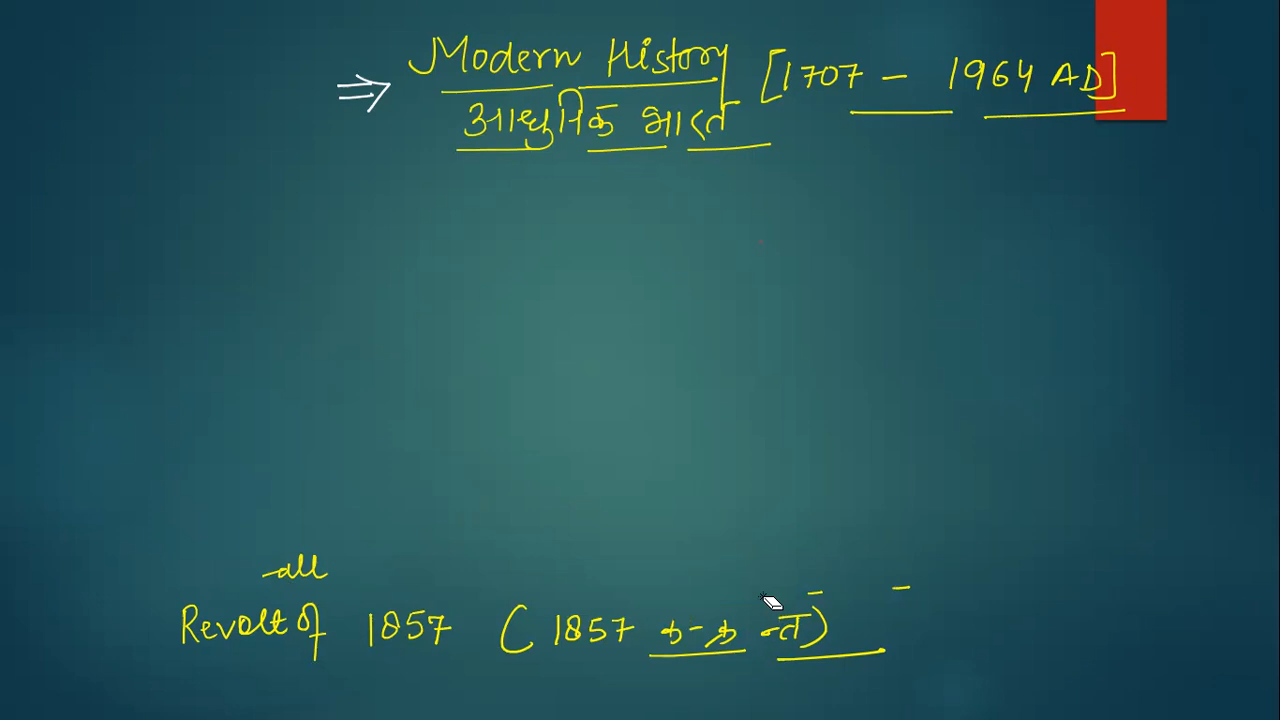 ⇒ Modern History [1707 - 1964 AD]
आधुनिक भारत
all
Revolt of 1857 (1857